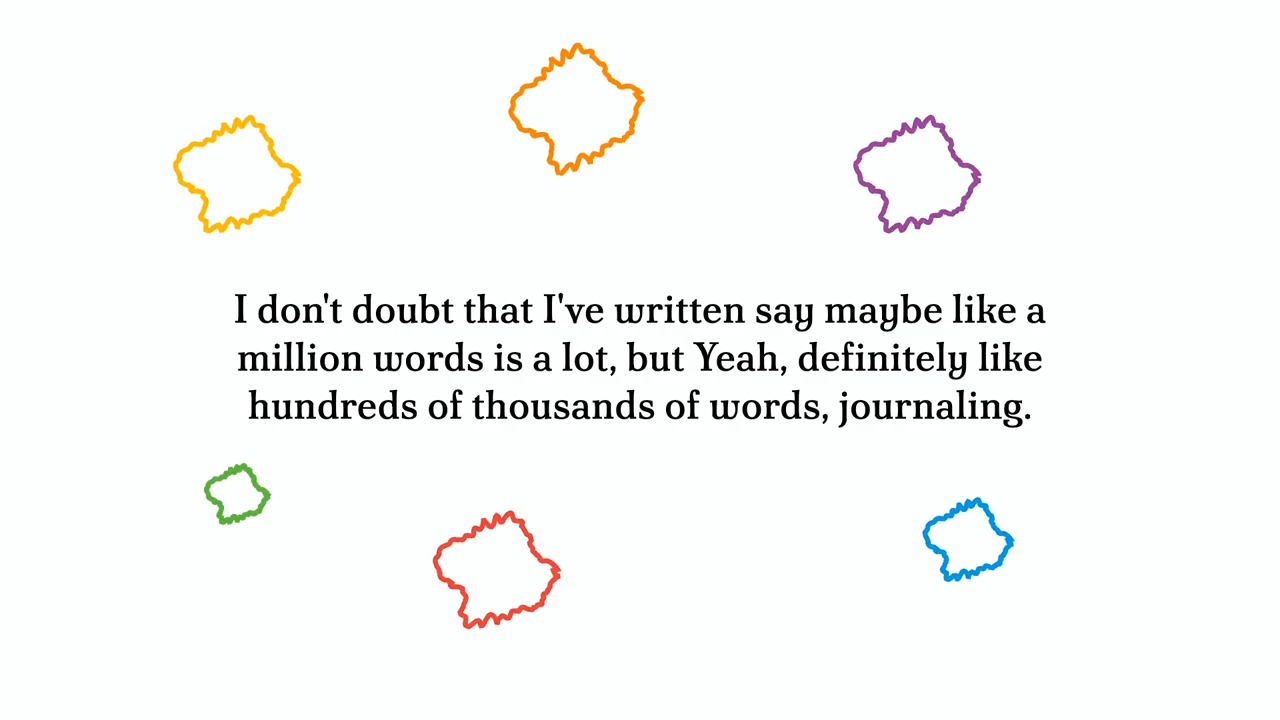 I don't doubt that I've written say maybe like a
million words is a lot, but Yeah, definitely like
hundreds of thousands of words, journaling.